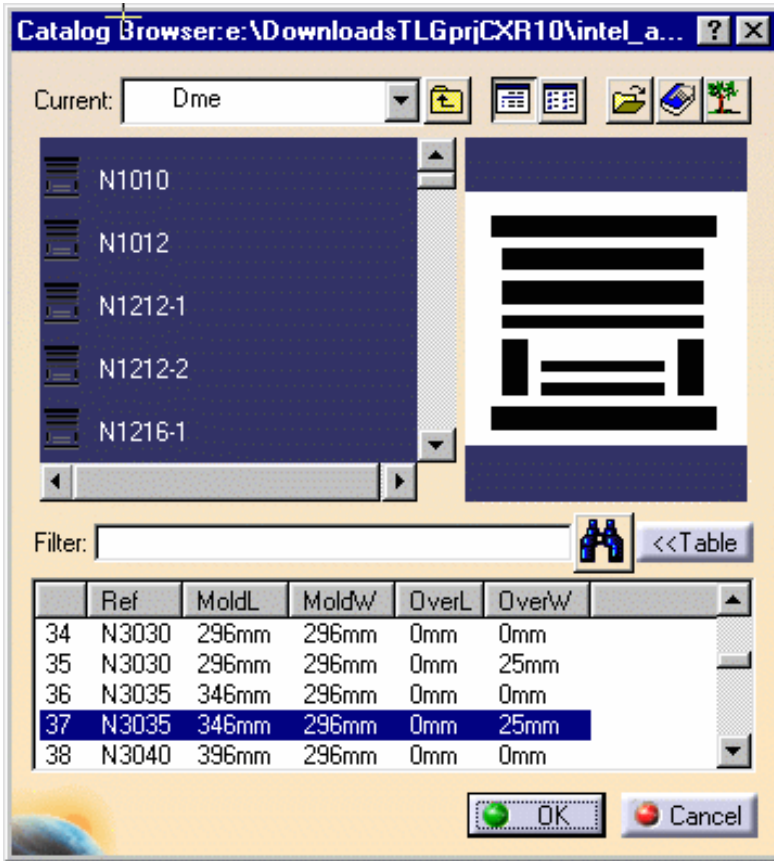 Catalog Browser:e:\DownloadsTLGprjCXR10\intel_a...
Current: Dme
N1010
N1012
N1212-1
N1212-2
N1216-1
Filter: <<Table
Ref MoldL MoldW OverL OverW
34 N3030 296mm 296mm 0mm 0mm
35 N3030 296mm 296mm 0mm 25mm
36 N3035 346mm 296mm 0mm 0mm
37 N3035 346mm 296mm 0mm 25mm
38 N3040 396mm 296mm 0mm 0mm
OK Cancel